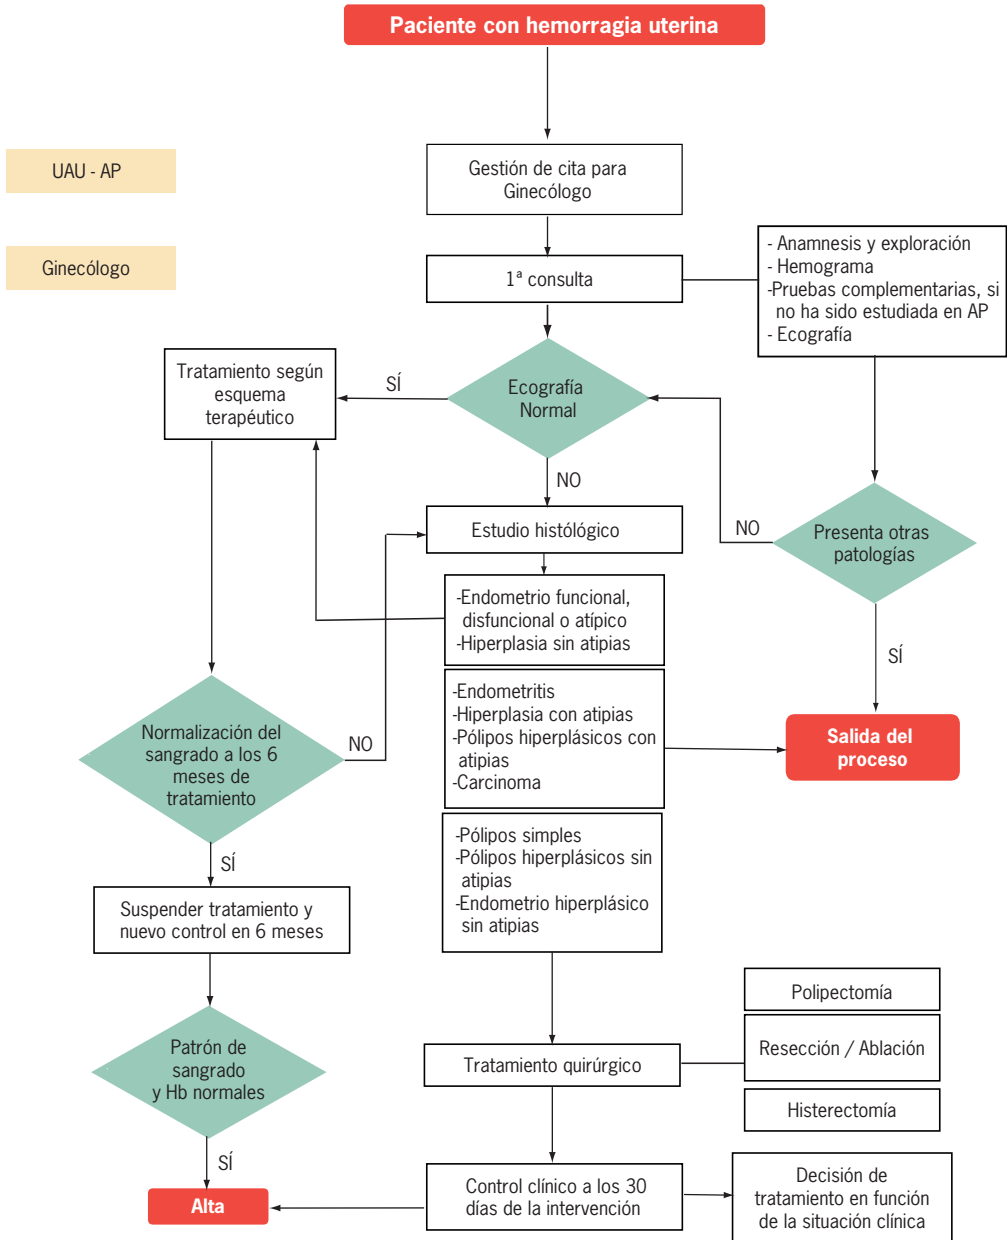 Paciente con hemorragia uterina
UAU - AP
Gestión de cita para
Ginecólogo
Ginecólogo
1ª consulta
- Anamnesis y exploración
- Hemograma
-Pruebas complementarias, si
no ha sido estudiada en AP
- Ecografía
Tratamiento según
esquema
terapéutico
SÍ
Ecografía
Normal
NO
Estudio histólógico
NO
Presenta otras
patologías
SÍ
-Endometrio funcional,
disfuncional o atípico
-Hiperplasia sin atipias
-Endometritis
-Hiperplasia con atipias
-Pólipos hiperplásicos con
atipias
-Carcinoma
Salida del
proceso
Normalización del
sangrado a los 6
meses de
tratamiento
NO
SÍ
-Pólipos simples
-Pólipos hiperplásicos sin
atipias
-Endometrio hiperplásico
sin atipias
Suspender tratamiento y
nuevo control en 6 meses
Patrón de
sangrado
y Hb normales
SÍ
Tratamiento quirúrgico
Polipectomía
Resección / Ablación
Histerectomía
Alta
Control clínico a los 30
días de la intervención
Decisión de
tratamiento en función
de la situación clínica